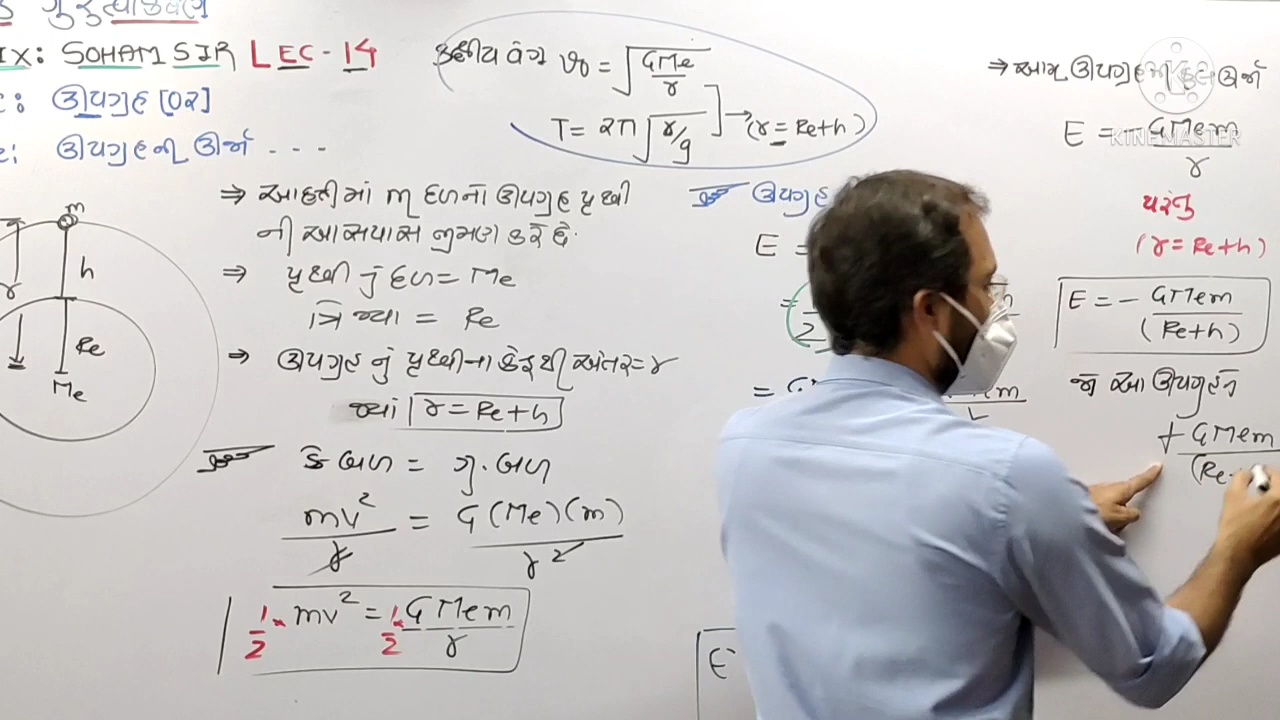 ગુરુત્વાકર્ષણ
IX: SOHAM SIR LEC-14
ઉપગ્રહ [02]
ઉપગ્રહની ઊર્જા ...
કક્ષીય વેગ v₀ = √(GMe/r)
T = 2π√(r/g) → (r = Re+h)
m
h
r
Re
Me
⇒ આકૃતીમાં m દળનો ઉપગ્રહ પૃથ્વી
ની આસપાસ ભ્રમણ કરે છે.
⇒ પૃથ્વી નું દળ = Me
ત્રિજ્યા = Re
⇒ ઉપગ્રહ નું પૃથ્વીના કેન્દ્રથી અંતર = r
જ્યાં r = Re+h
કે બળ = ગુ. બળ
mv²/r = G(Me)(m)/r²
1/2 × mv² = 1/2 × GMem/r
ઉપગ્રહ
E =
2
=
E
⇒ આમ ઉપગ્રહની કુલ ઊર્જા
E = -GMem/r
પરંતુ
(r = Re+h)
E = - GMem/(Re+h)
જો આ ઉપગ્રહને
+ GMem
(Re
KINEMASTER